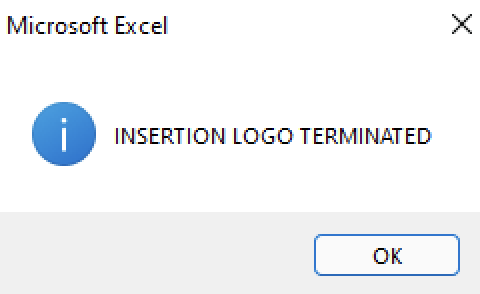 Microsoft Excel
INSERTION LOGO TERMINATED
OK